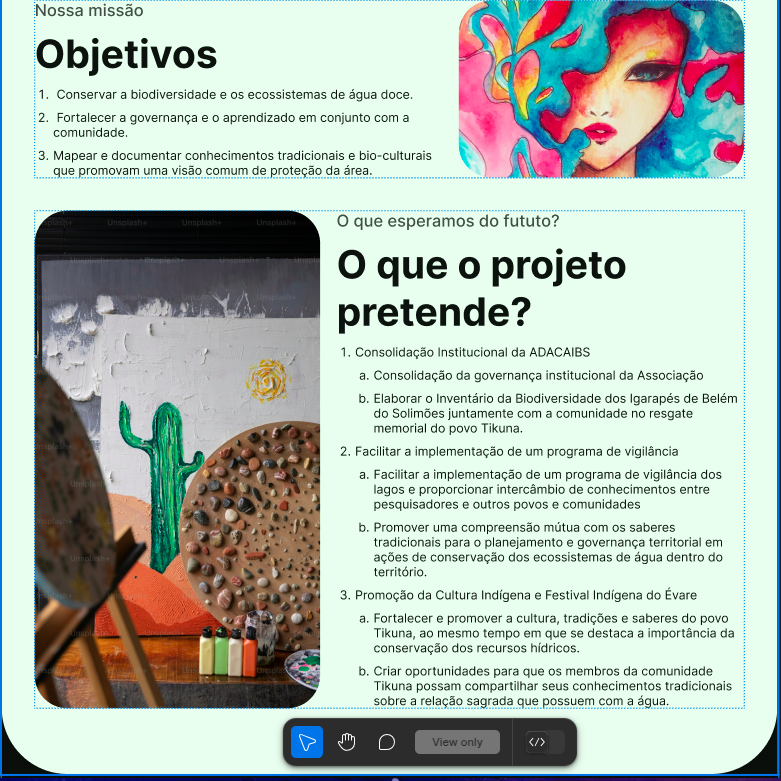 Nossa missão
Objetivos
1. Conservar a biodiversidade e os ecossistemas de água doce.
2. Fortalecer a governança e o aprendizado em conjunto com a
comunidade.
3. Mapear e documentar conhecimentos tradicionais e bio-culturais
que promovam uma visão comum de proteção da área.
Unsplash+ Unsplash+ Unsplash+
O que esperamos do fututo?
O que o projeto
pretende?
1. Consolidação Institucional da ADACAIBS
a. Consolidação da governança institucional da Associação
b. Elaborar o Inventário da Biodiversidade dos Igarapés de Belém
do Solimões juntamente com a comunidade no resgate
memorial do povo Tikuna.
2. Facilitar a implementação de um programa de vigilância
a. Facilitar a implementação de um programa de vigilância dos
lagos e proporcionar intercâmbio de conhecimentos entre
pesquisadores e outros povos e comunidades
b. Promover uma compreensão mútua com os saberes
tradicionais para o planejamento e governança territorial em
ações de conservação dos ecossistemas de água dentro do
território.
3. Promoção da Cultura Indígena e Festival Indígena do Évare
a. Fortalecer e promover a cultura, tradições e saberes do povo
Tikuna, ao mesmo tempo em que se destaca a importância da
conservação dos recursos hídricos.
b. Criar oportunidades para que os membros da comunidade
Tikuna possam compartilhar seus conhecimentos tradicionais
sobre a relação sagrada que possuem com a água.
View only